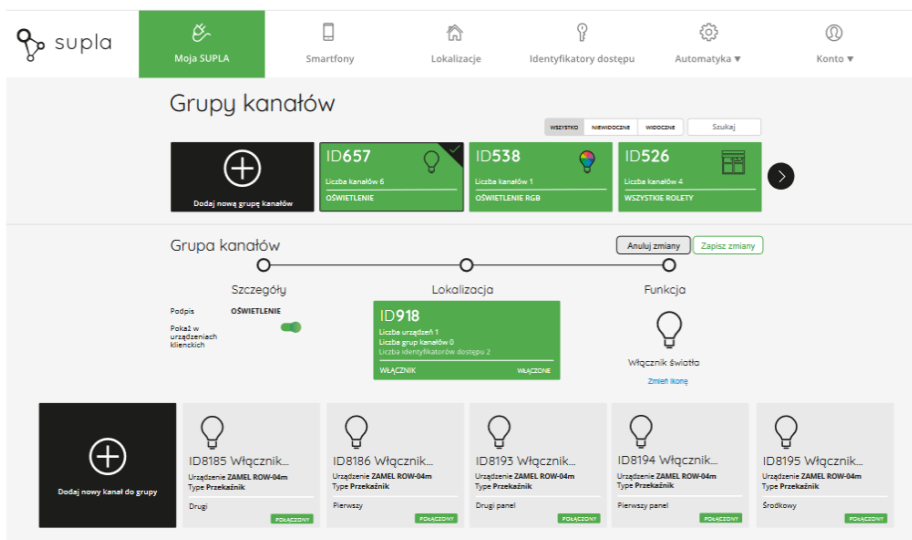 supla
Moja SUPLA
Smartfony
Lokalizacje
Identyfikatory dostępu
Automatyka ▼
Konto ▼
Grupy kanałów
WSZYSTKO NIEWIDOCZNE WIDOCZNE Szukaj
Dodaj nową grupę kanałów
ID657
Liczba kanałów 6
OŚWIETLENIE
ID538
Liczba kanałów 1
OŚWIETLENIE RGB
ID526
Liczba kanałów 4
WSZYSTKIE ROLETY
Grupa kanałów
Anuluj zmiany
Zapisz zmiany
Szczegóły
Lokalizacja
Funkcja
Podpis OŚWIETLENIE
Pokaż w
urządzeniach
klienckich
ID918
Liczba urządzeń 1
Liczba grup kanałów 0
Liczba identyfikatorów dostępu 2
WŁĄCZNIK WŁĄCZONE
Włącznik światła
Zmień ikonę
Dodaj nowy kanał do grupy
ID8185 Włącznik...
Urządzenie ZAMEL ROW-04m
Type Przekaźnik
Drugi
POŁĄCZONY
ID8186 Włącznik...
Urządzenie ZAMEL ROW-04m
Type Przekaźnik
Pierwszy
POŁĄCZONY
ID8193 Włącznik...
Urządzenie ZAMEL ROW-04m
Type Przekaźnik
Drugi panel
POŁĄCZONY
ID8194 Włącznik...
Urządzenie ZAMEL ROW-04m
Type Przekaźnik
Pierwszy panel
POŁĄCZONY
ID8195 Włącznik...
Urządzenie ZAMEL ROW-04m
Type Przekaźnik
Środkowy
POŁĄCZONY